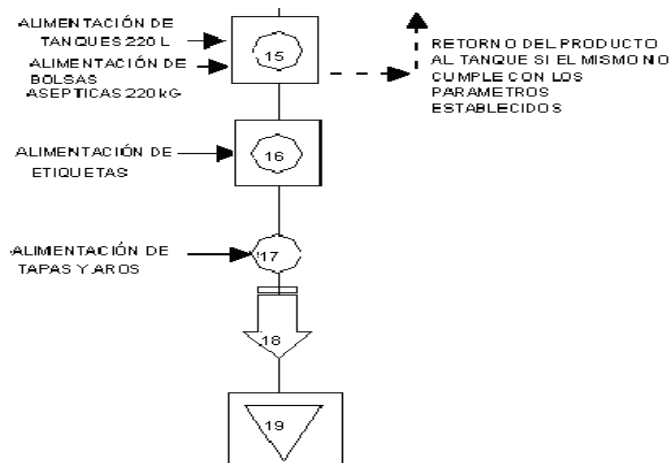 ALIMENTACIÓN DE
TANQUES 220 L
ALIMENTACIÓN DE
BOLSAS
ASEPTICAS 220 kG
15
RETORNO DEL PRODUCTO
AL TANQUE SI EL MISMO NO
CUMPLE CON LOS
PARAMETROS
ESTABLECIDOS
ALIMENTACIÓN DE
ETIQUETAS
16
ALIMENTACIÓN DE
TAPAS Y AROS
17
18
19